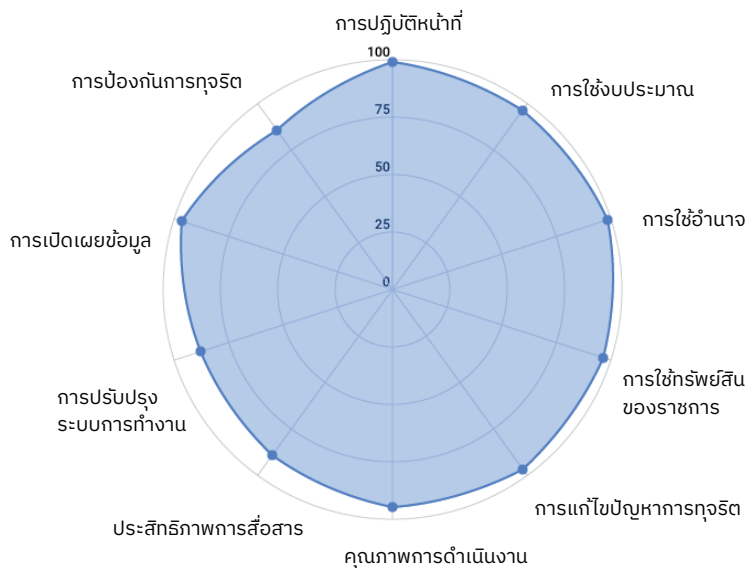 การปฏิบัติหน้าที่
100
การป้องกันการทุจริต
การใช้งบประมาณ
75
50
การใช้อำนาจ
25
การเปิดเผยข้อมูล
0
การใช้ทรัพย์สิน
ของราชการ
การปรับปรุง
ระบบการทำงาน
การแก้ไขปัญหาการทุจริต
ประสิทธิภาพการสื่อสาร
คุณภาพการดำเนินงาน